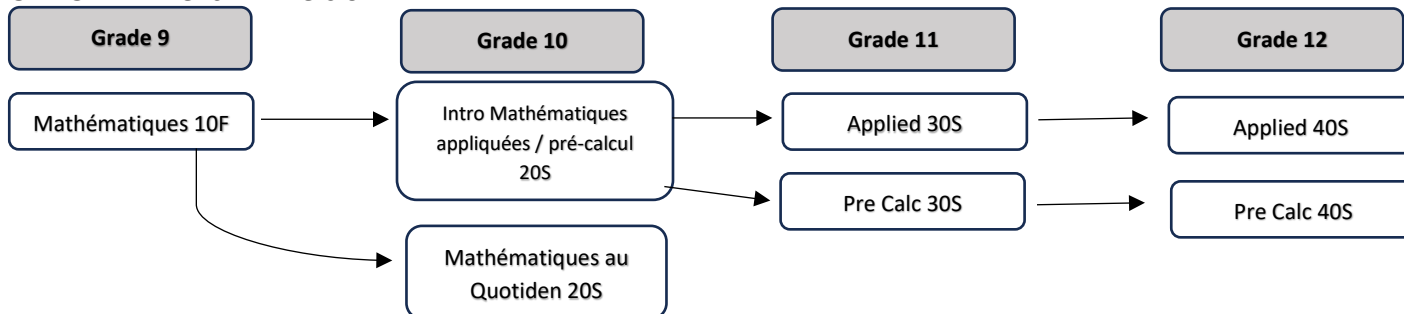 Grade 9
Grade 10
Grade 11
Grade 12
Mathématiques 10F
Intro Mathématiques
appliquées / pré-calcul
20S
Applied 30S
Applied 40S
Pre Calc 30S
Pre Calc 40S
Mathématiques au
Quotiden 20S